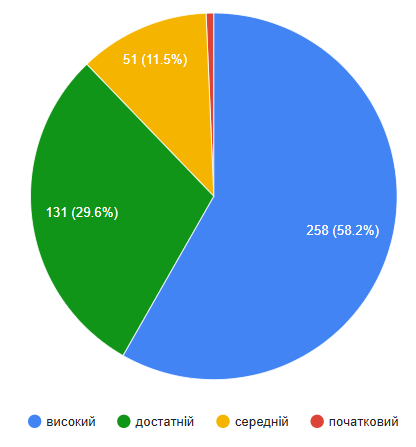 51 (11.5%)
131 (29.6%)
258 (58.2%)
високий достатній середній початковий